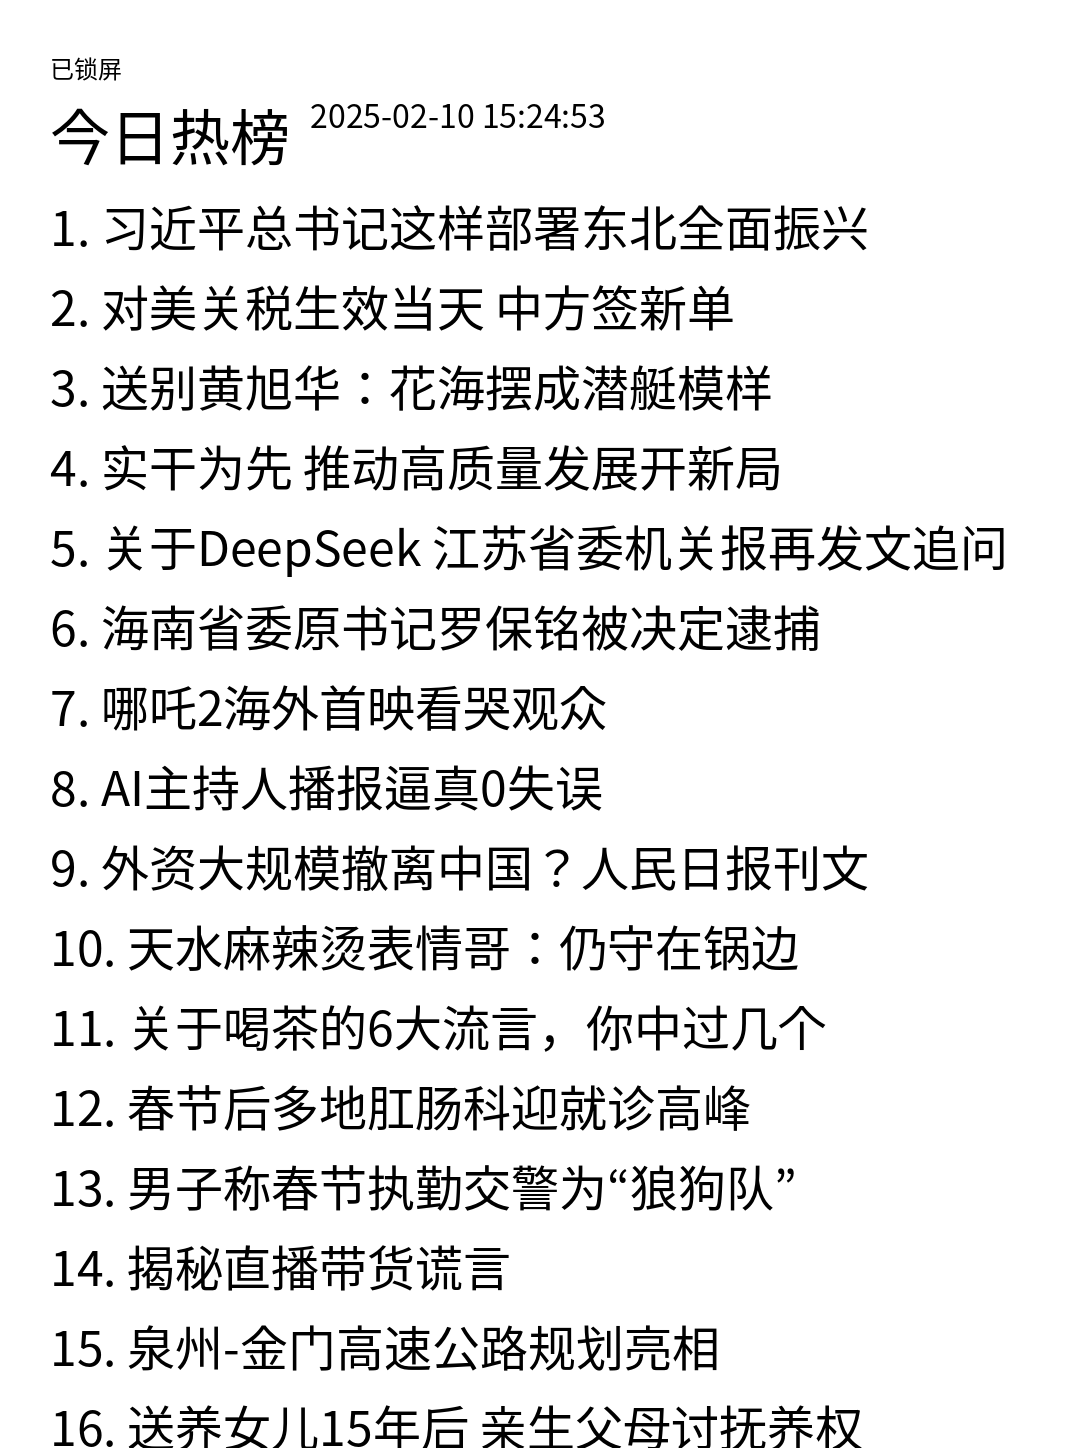 已锁屏
今日热榜 2025-02-10 15:24:53
1. 习近平总书记这样部署东北全面振兴
2. 对美关税生效当天 中方签新单
3. 送别黄旭华：花海摆成潜艇模样
4. 实干为先 推动高质量发展开新局
5. 关于DeepSeek 江苏省委机关报再发文追问
6. 海南省委原书记罗保铭被决定逮捕
7. 哪吒2海外首映看哭观众
8. AI主持人播报逼真0失误
9. 外资大规模撤离中国？人民日报刊文
10. 天水麻辣烫表情哥：仍守在锅边
11. 关于喝茶的6大流言，你中过几个
12. 春节后多地肛肠科迎就诊高峰
13. 男子称春节执勤交警为“狼狗队”
14. 揭秘直播带货谎言
15. 泉州-金门高速公路规划亮相
16. 送养女儿15年后 亲生父母讨抚养权